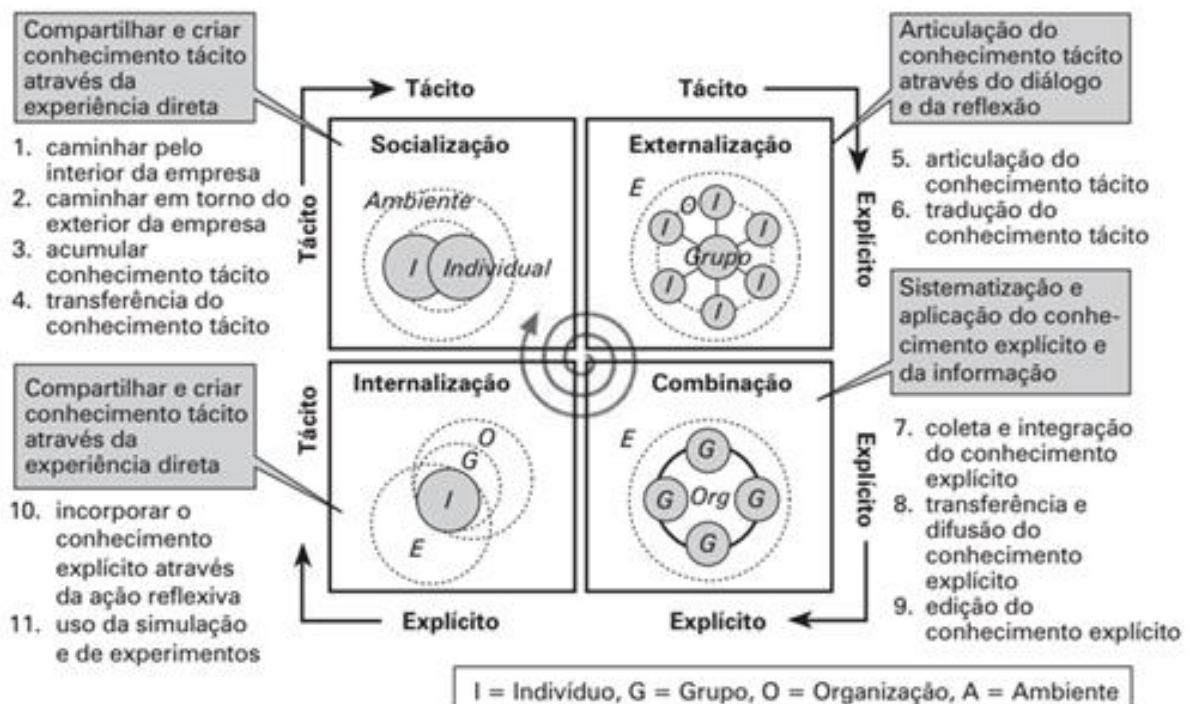 Compartilhar e criar
conhecimento tácito
através da
experiência direta
1. caminhar pelo
interior da empresa
2. caminhar em torno do
exterior da empresa
3. acumular
conhecimento tácito
4. transferência do
conhecimento tácito
Tácito
Tácito
Socialização
Ambiente
I
Individual
Tácito
Explícito
Externalização
E
O
I
I
I
Grupo
I
I
I
Articulação do
conhecimento tácito
através do diálogo
e da reflexão
5. articulação do
conhecimento tácito
6. tradução do
conhecimento tácito
Compartilhar e criar
conhecimento tácito
através da
experiência direta
10. incorporar o
conhecimento
explícito através
da ação reflexiva
11. uso da simulação
e de experimentos
Tácito
Explícito
Internalização
O
G
I
E
Explícito
Explícito
Combinação
E
G
G
Org
G
G
Sistematização e
aplicação do conhe-
cimento explícito e
da informação
7. coleta e integração
do conhecimento
explícito
8. transferência e
difusão do
conhecimento
explícito
9. edição do
conhecimento explícito
I = Indivíduo, G = Grupo, O = Organização, A = Ambiente